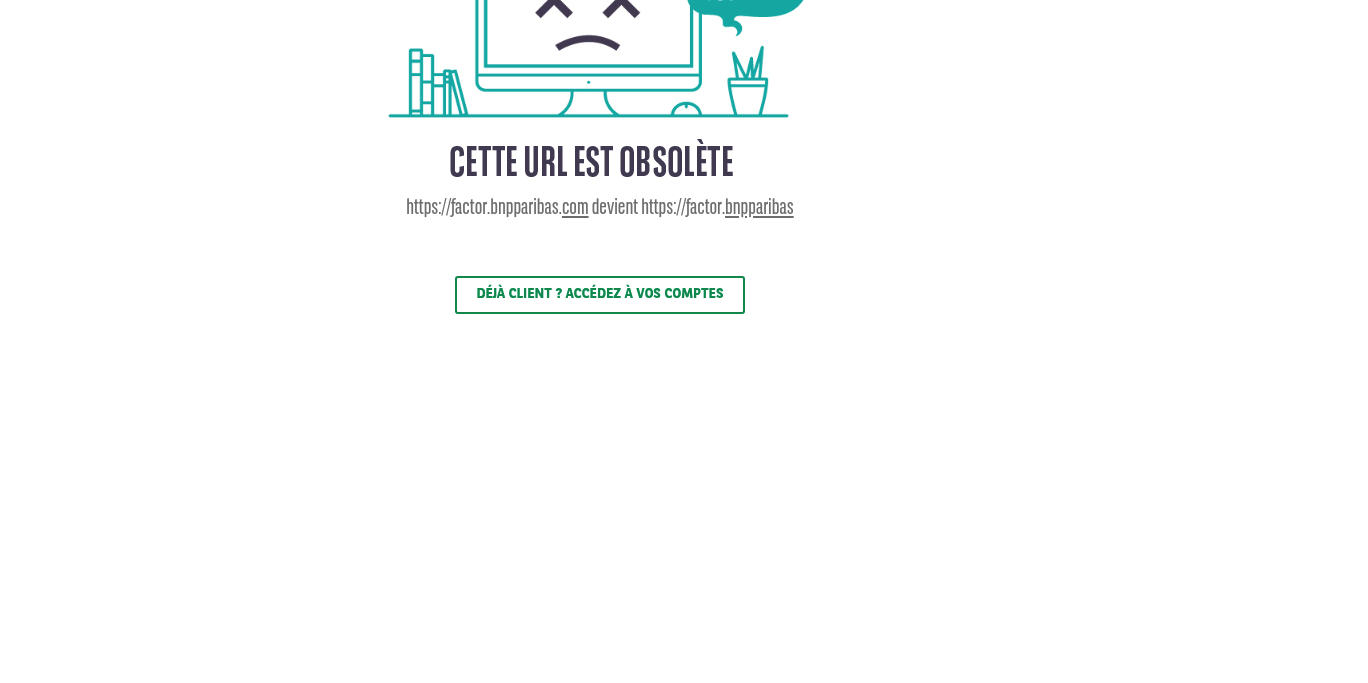 CETTE URL EST OBSOLÈTE
https://factor.bnpparibas.com devient https://factor.bnpparibas
DÉJÀ CLIENT ? ACCÉDEZ À VOS COMPTES